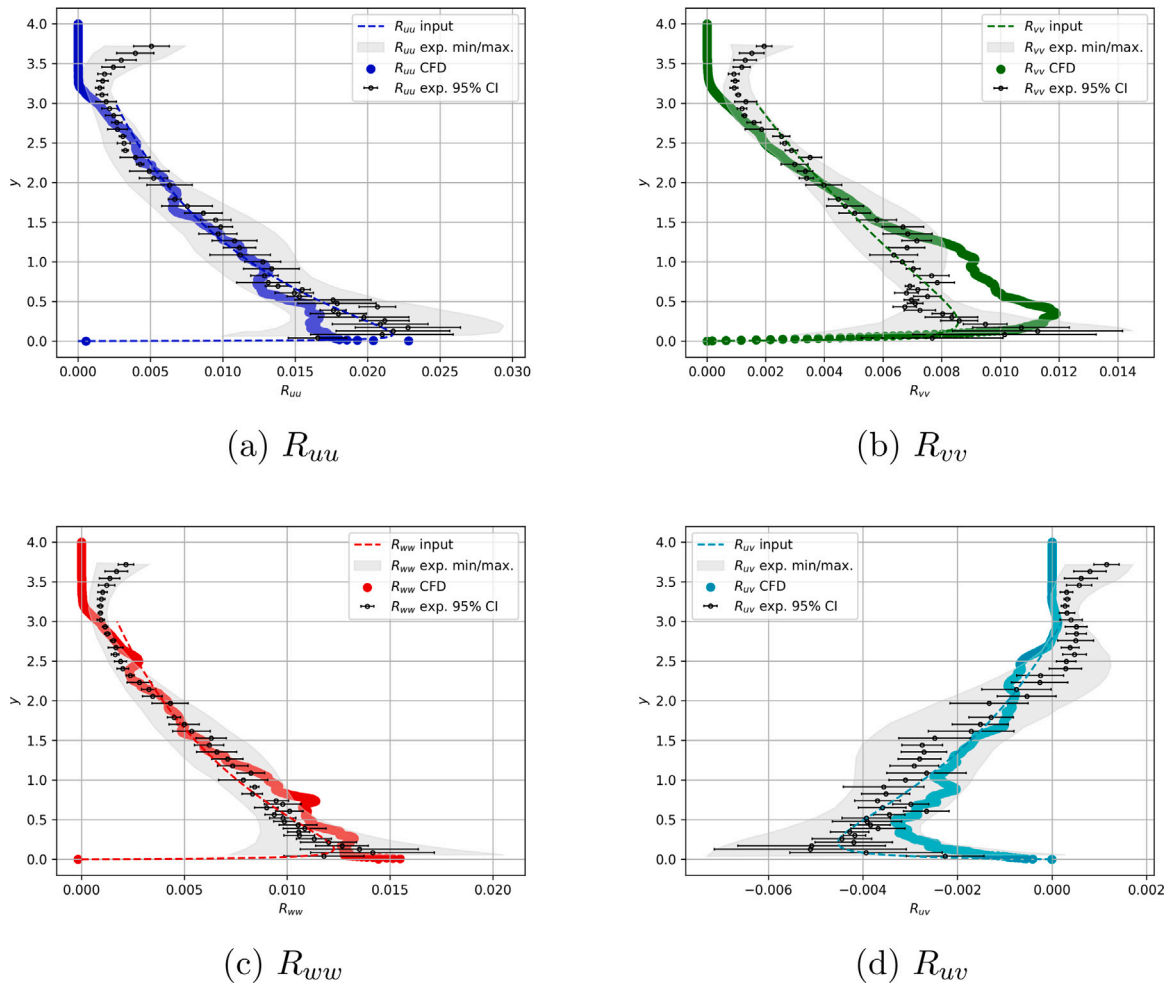 4.0
3.5
3.0
2.5
2.0
1.5
1.0
0.5
0.0
y
R_uu input
R_uu exp. min/max.
R_uu CFD
R_uu exp. 95% CI
0.000 0.005 0.010 0.015 0.020 0.025 0.030
R_uu
(a) R_uu
4.0
3.5
3.0
2.5
2.0
1.5
1.0
0.5
0.0
y
R_vv input
R_vv exp. min/max.
R_vv CFD
R_vv exp. 95% CI
0.000 0.002 0.004 0.006 0.008 0.010 0.012 0.014
R_vv
(b) R_vv
4.0
3.5
3.0
2.5
2.0
1.5
1.0
0.5
0.0
y
R_ww input
R_ww exp. min/max.
R_ww CFD
R_ww exp. 95% CI
0.000 0.005 0.010 0.015 0.020
R_ww
(c) R_ww
4.0
3.5
3.0
2.5
2.0
1.5
1.0
0.5
0.0
y
R_uv input
R_uv exp. min/max.
R_uv CFD
R_uv exp. 95% CI
−0.006 −0.004 −0.002 0.000 0.002
R_uv
(d) R_uv